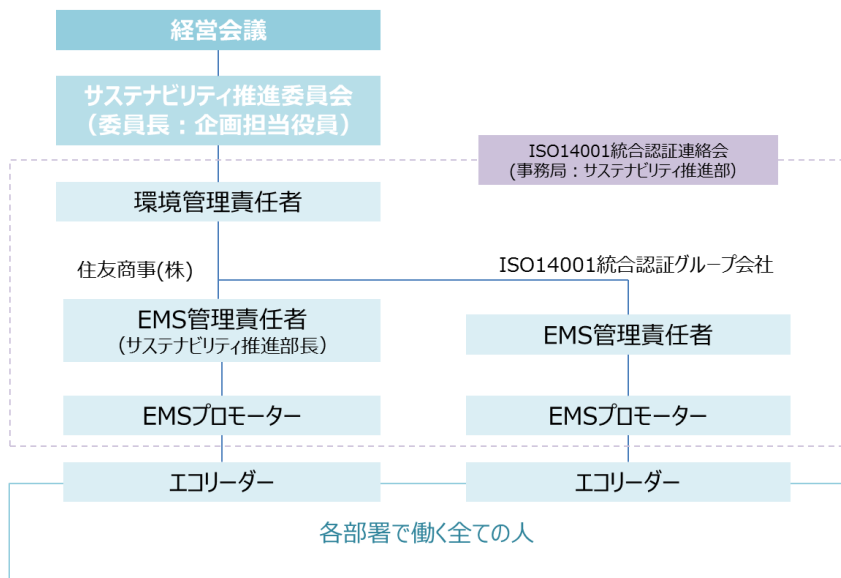 経営会議
サステナビリティ推進委員会
（委員長：企画担当役員）
ISO14001統合認証連絡会
(事務局：サステナビリティ推進部）
環境管理責任者
住友商事(株)
ISO14001統合認証グループ会社
EMS管理責任者
（サステナビリティ推進部長）
EMS管理責任者
EMSプロモーター
EMSプロモーター
エコリーダー
エコリーダー
各部署で働く全ての人